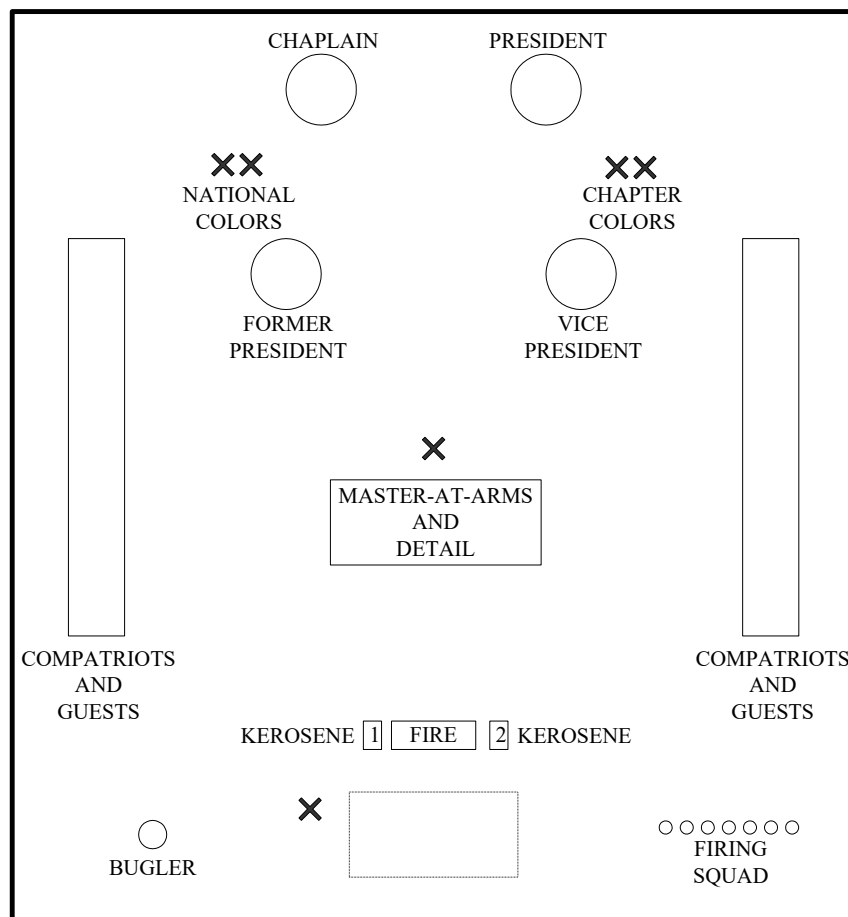 CHAPLAIN
PRESIDENT
NATIONAL
COLORS
CHAPTER
COLORS
FORMER
PRESIDENT
VICE
PRESIDENT
MASTER-AT-ARMS
AND
DETAIL
COMPATRIOTS
AND
GUESTS
COMPATRIOTS
AND
GUESTS
KEROSENE 1 FIRE 2 KEROSENE
BUGLER
FIRING
SQUAD